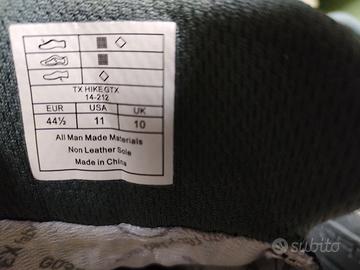 TX HIKE GTX
14-212
EUR USA UK
44½ 11 10
All Man Made Materials
Non Leather Sole
Made in China
subito